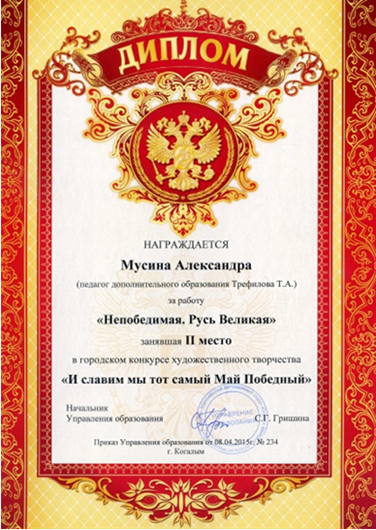 ДИПЛОМ
НАГРАЖДАЕТСЯ
Мусина Александра
(педагог дополнительного образования Трефилова Т.А.)
за работу
«Непобедимая, Русь Великая»
занявшая II место
в городском конкурсе художественного творчества
«И славим мы тот самый Май Победный»
Начальник
Управления образования С.Г. Гришина
УПРАВЛЕНИЕ
ОБРАЗОВАНИЯ
Приказ Управления образования от 08.04.2015г. № 234
г. Когалым